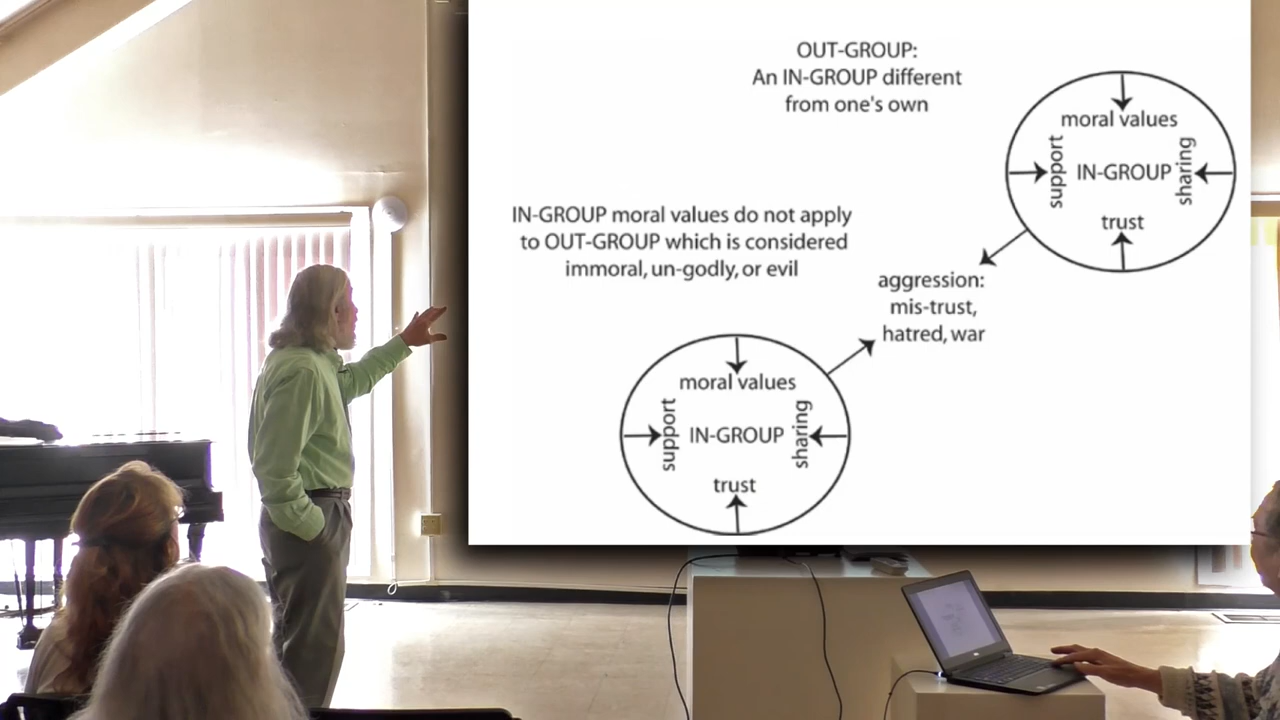 OUT-GROUP:
An IN-GROUP different
from one's own
moral values
support
IN-GROUP
sharing
trust
IN-GROUP moral values do not apply
to OUT-GROUP which is considered
immoral, un-godly, or evil
aggression:
mis-trust,
hatred, war
moral values
support
IN-GROUP
sharing
trust